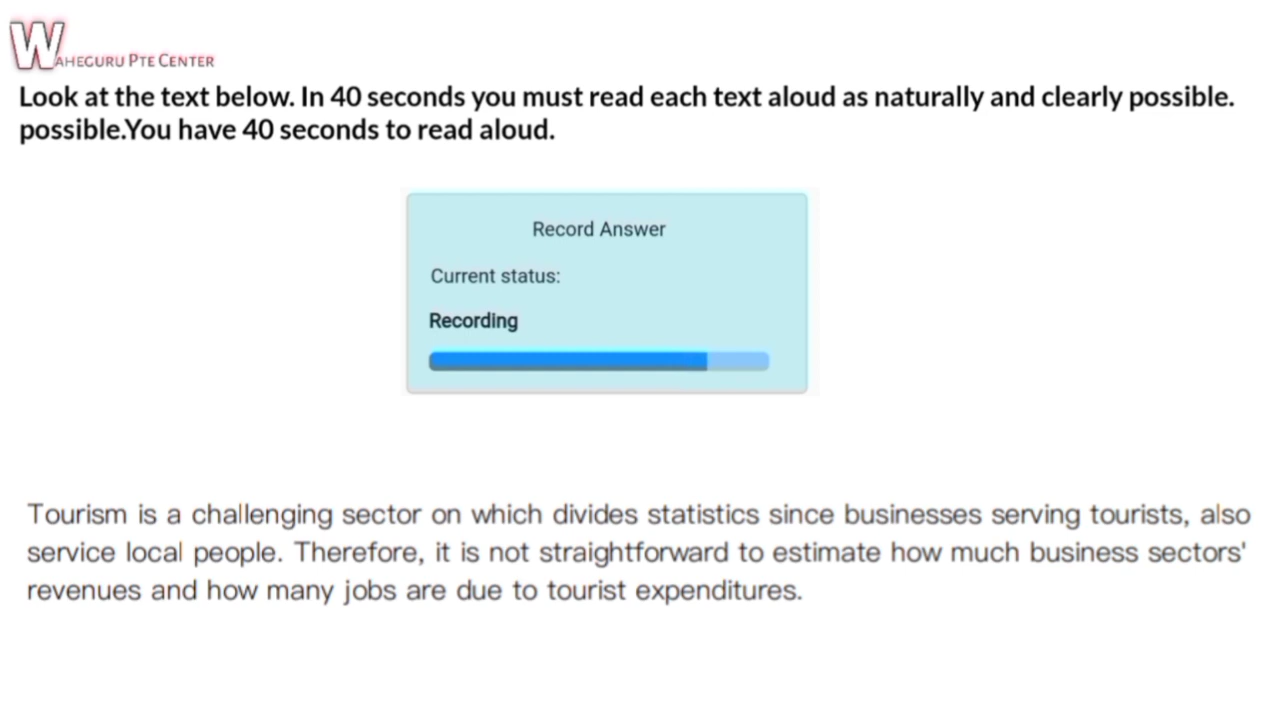 WAHEGURU PTE CENTER
Look at the text below. In 40 seconds you must read each text aloud as naturally and clearly possible.
possible.You have 40 seconds to read aloud.
Record Answer
Current status:
Recording
Tourism is a challenging sector on which divides statistics since businesses serving tourists, also
service local people. Therefore, it is not straightforward to estimate how much business sectors'
revenues and how many jobs are due to tourist expenditures.